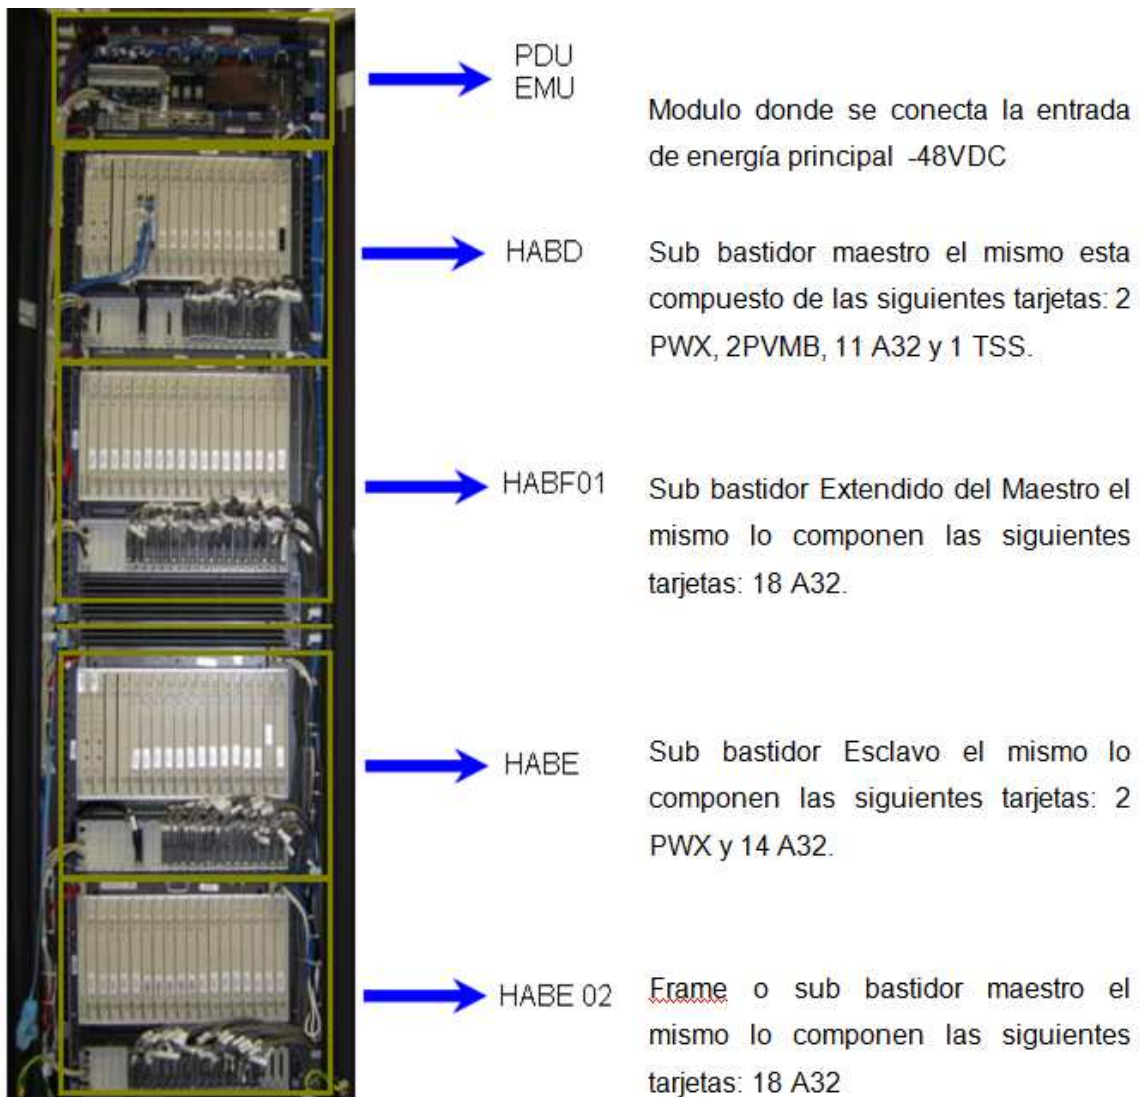 PDU
EMU
Modulo donde se conecta la entrada
de energía principal -48VDC
HABD
Sub bastidor maestro el mismo esta
compuesto de las siguientes tarjetas: 2
PWX, 2PVMB, 11 A32 y 1 TSS.
HABF01
Sub bastidor Extendido del Maestro el
mismo lo componen las siguientes
tarjetas: 18 A32.
HABE
Sub bastidor Esclavo el mismo lo
componen las siguientes tarjetas: 2
PWX y 14 A32.
HABE 02
Frame o sub bastidor maestro el
mismo lo componen las siguientes
tarjetas: 18 A32